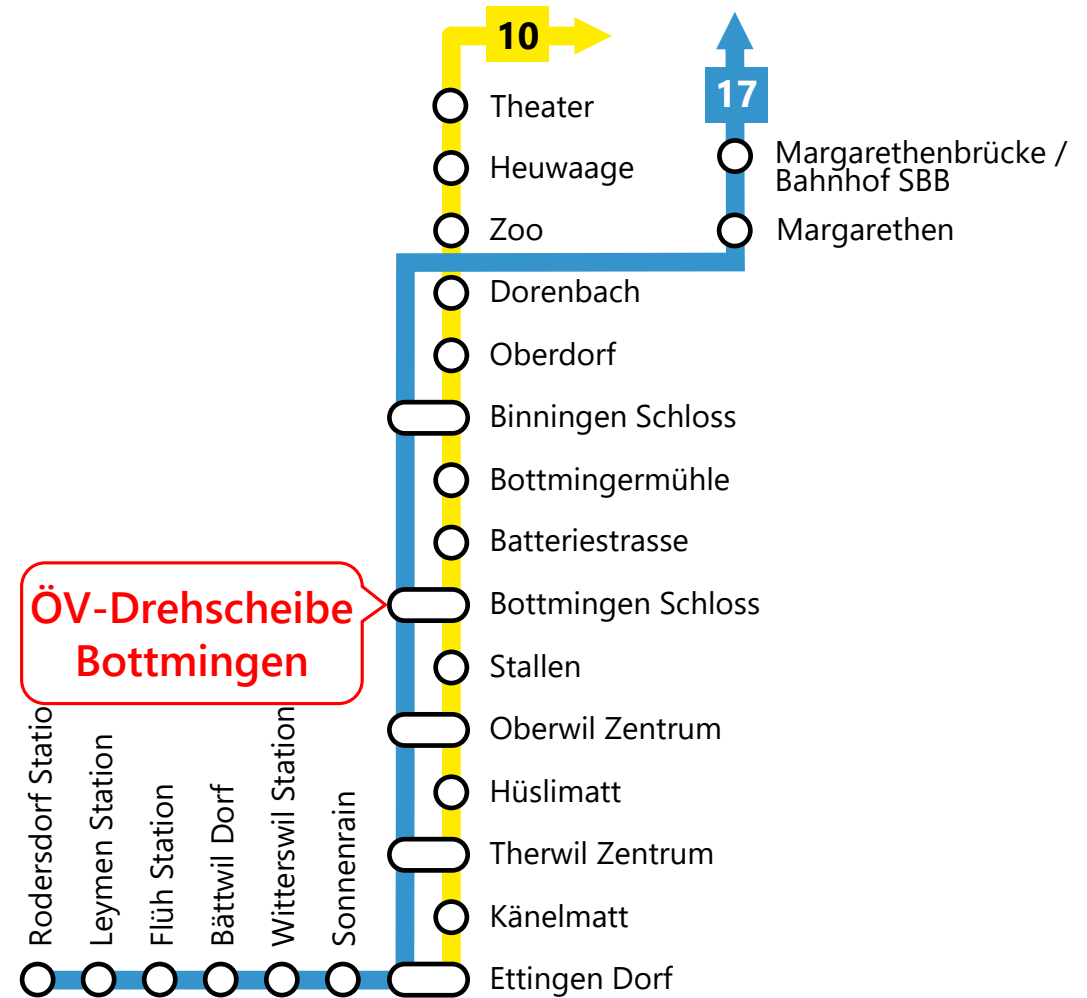 10
17
Theater
Heuwaage
Zoo
Margarethenbrücke /
Bahnhof SBB
Margarethen
Dorenbach
Oberdorf
Binningen Schloss
Bottmingermühle
Batteriestrasse
ÖV-Drehscheibe
Bottmingen
Bottmingen Schloss
Stallen
Oberwil Zentrum
Hüslimatt
Therwil Zentrum
Känelmatt
Ettingen Dorf
Rodersdorf Statio
Leymen Station
Flüh Station
Bättwil Dorf
Witterswil Station
Sonnenrain